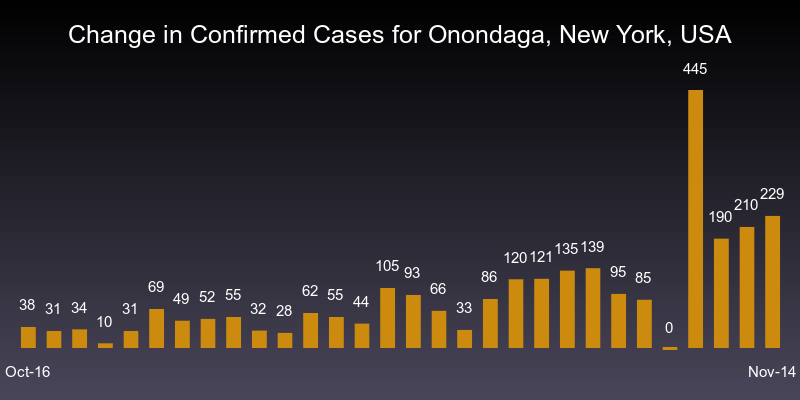 Change in Confirmed Cases for Onondaga, New York, USA
38 31 34 10 31 69 49 52 55 32 28 62 55 44 105 93 66 33 86 120 121 135 139 95 85 0 445 190 210 229
Oct-16 Nov-14